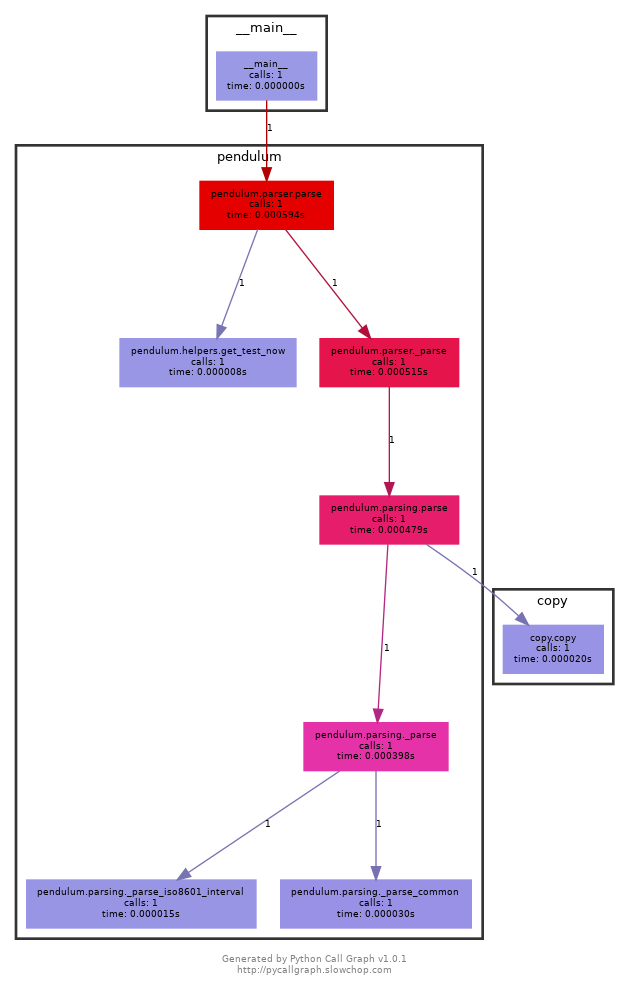 __main__
__main__
calls: 1
time: 0.000000s
1
pendulum
pendulum.parser.parse
calls: 1
time: 0.000594s
1
1
pendulum.helpers.get_test_now
calls: 1
time: 0.000008s
pendulum.parser._parse
calls: 1
time: 0.000515s
1
pendulum.parsing.parse
calls: 1
time: 0.000479s
1
copy
copy.copy
calls: 1
time: 0.000020s
1
pendulum.parsing._parse
calls: 1
time: 0.000398s
1
1
pendulum.parsing._parse_iso8601_interval
calls: 1
time: 0.000015s
pendulum.parsing._parse_common
calls: 1
time: 0.000030s
Generated by Python Call Graph v1.0.1
http://pycallgraph.slowchop.com